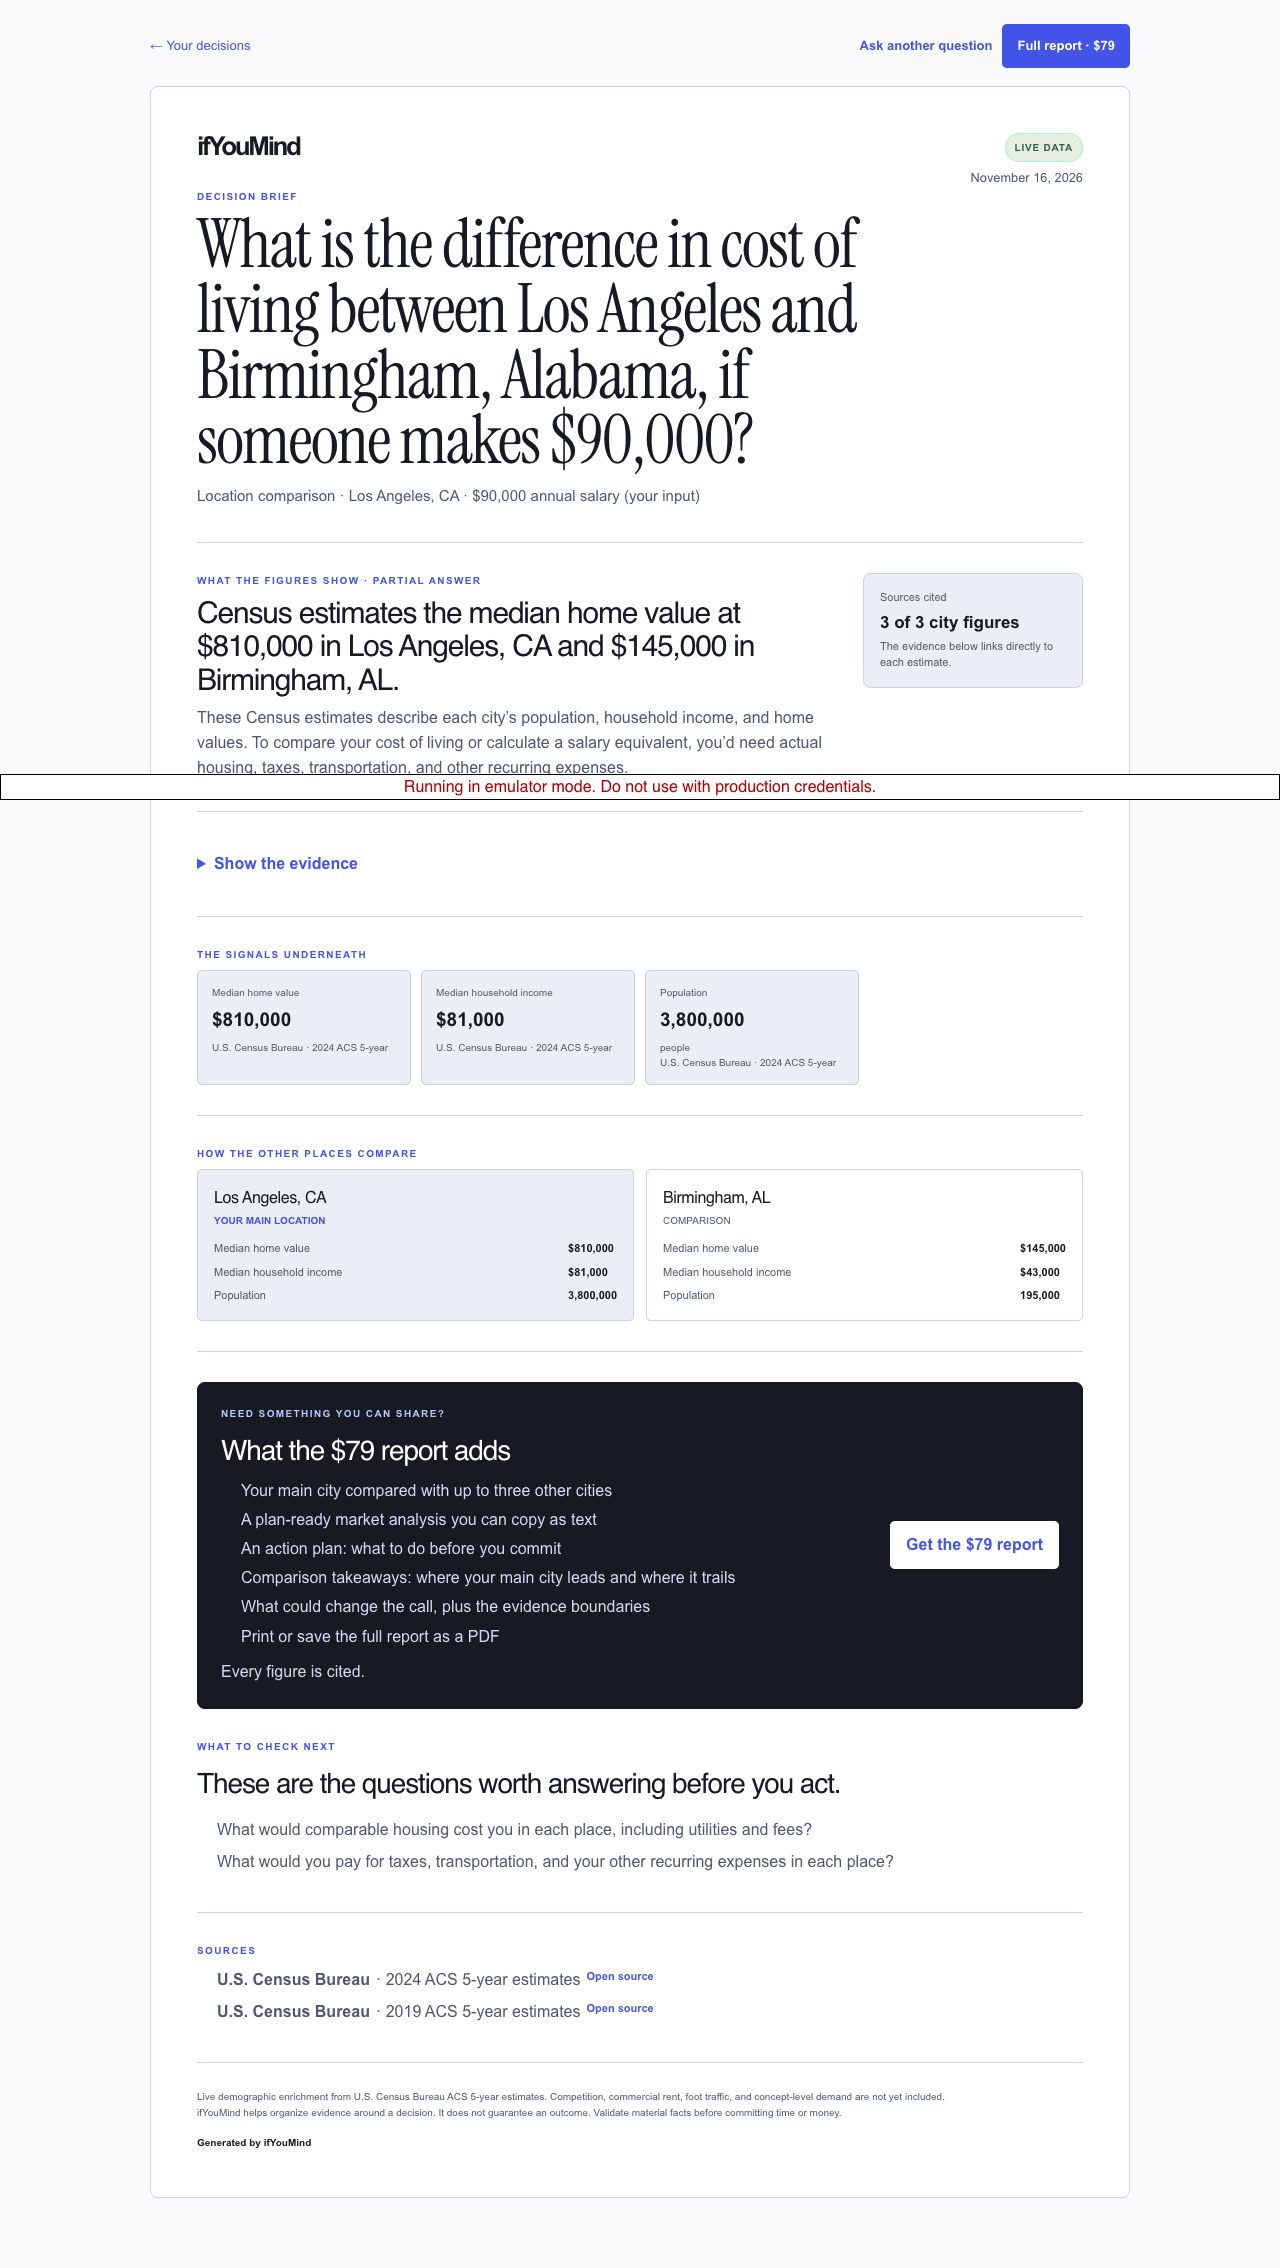 ← Your decisions
Ask another question
Full report · $79
ifYouMind
LIVE DATA
November 16, 2026
DECISION BRIEF
What is the difference in cost of
living between Los Angeles and
Birmingham, Alabama, if
someone makes $90,000?
Location comparison · Los Angeles, CA · $90,000 annual salary (your input)
WHAT THE FIGURES SHOW · PARTIAL ANSWER
Census estimates the median home value at
$810,000 in Los Angeles, CA and $145,000 in
Birmingham, AL.
These Census estimates describe each city’s population, household income, and home
values. To compare your cost of living or calculate a salary equivalent, you’d need actual
housing, taxes, transportation, and other recurring expenses.
Sources cited
3 of 3 city figures
The evidence below links directly to
each estimate.
Running in emulator mode. Do not use with production credentials.
▶ Show the evidence
THE SIGNALS UNDERNEATH
Median home value
$810,000
U.S. Census Bureau · 2024 ACS 5-year
Median household income
$81,000
U.S. Census Bureau · 2024 ACS 5-year
Population
3,800,000
people
U.S. Census Bureau · 2024 ACS 5-year
HOW THE OTHER PLACES COMPARE
Los Angeles, CA
YOUR MAIN LOCATION
Median home value $810,000
Median household income $81,000
Population 3,800,000
Birmingham, AL
COMPARISON
Median home value $145,000
Median household income $43,000
Population 195,000
NEED SOMETHING YOU CAN SHARE?
What the $79 report adds
Your main city compared with up to three other cities
A plan-ready market analysis you can copy as text
An action plan: what to do before you commit
Comparison takeaways: where your main city leads and where it trails
What could change the call, plus the evidence boundaries
Print or save the full report as a PDF
Every figure is cited.
Get the $79 report
WHAT TO CHECK NEXT
These are the questions worth answering before you act.
What would comparable housing cost you in each place, including utilities and fees?
What would you pay for taxes, transportation, and your other recurring expenses in each place?
SOURCES
U.S. Census Bureau · 2024 ACS 5-year estimates Open source
U.S. Census Bureau · 2019 ACS 5-year estimates Open source
Live demographic enrichment from U.S. Census Bureau ACS 5-year estimates. Competition, commercial rent, foot traffic, and concept-level demand are not yet included.
ifYouMind helps organize evidence around a decision. It does not guarantee an outcome. Validate material facts before committing time or money.
Generated by ifYouMind